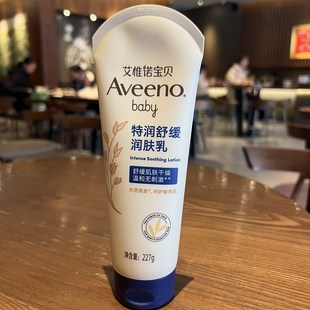 艾惟诺宝贝
Aveeno®
baby
特润舒缓
润肤乳
Intense Soothing Lotion
舒缓肌肤干燥
温和无刺激**
净含量: 227g